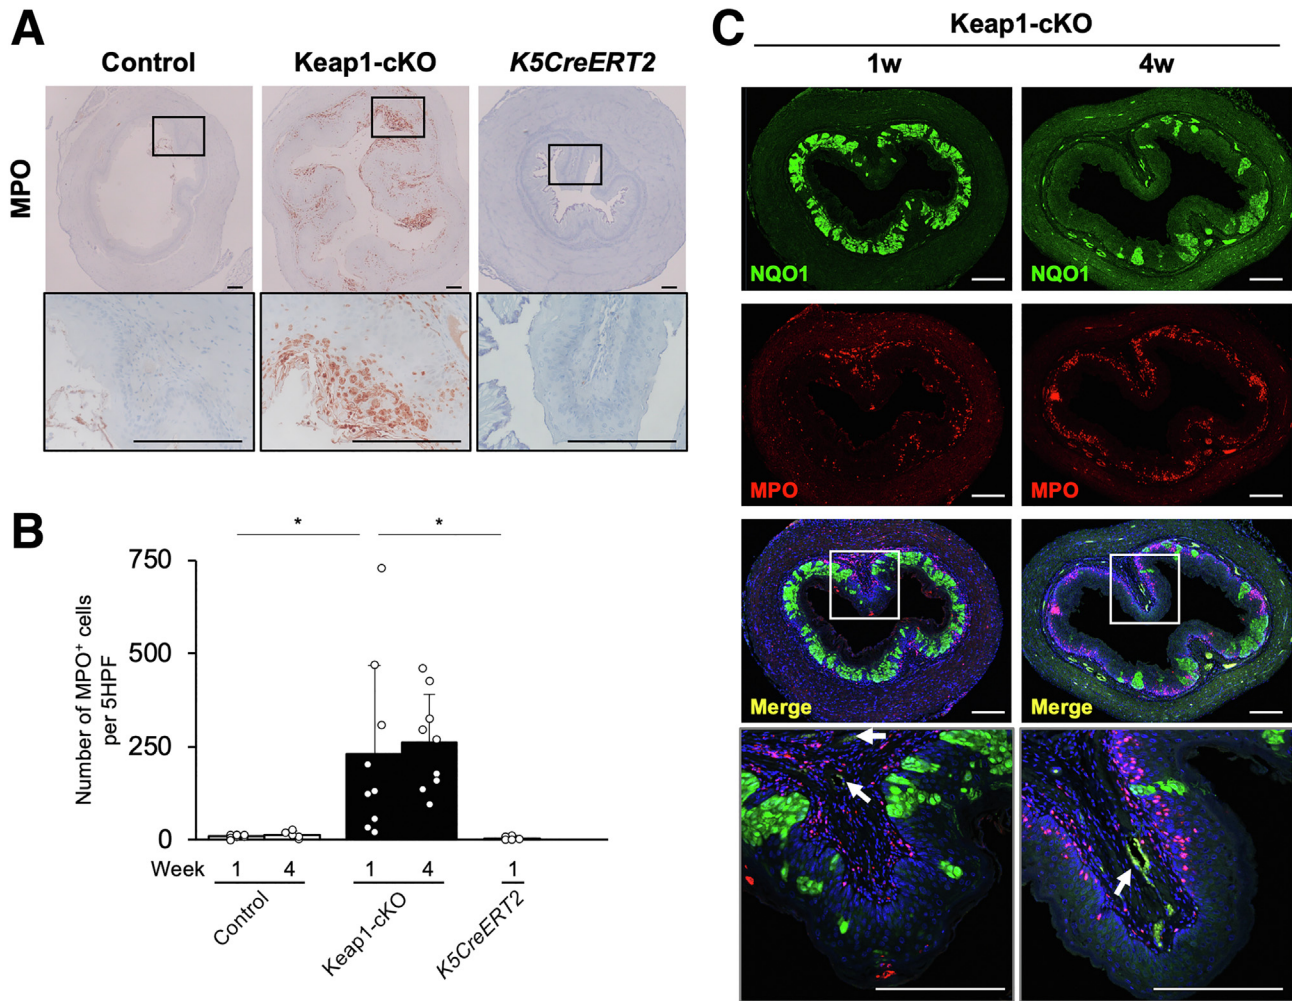 A
Control
Keap1-cKO
K5CreERT2
MPO
B
*
*
750
500
250
0
Number of MPO⁺ cells
per 5HPF
Week
1
4
1
4
1
Control
Keap1-cKO
K5CreERT2
C
Keap1-cKO
1w
4w
NQO1
NQO1
MPO
MPO
Merge
Merge